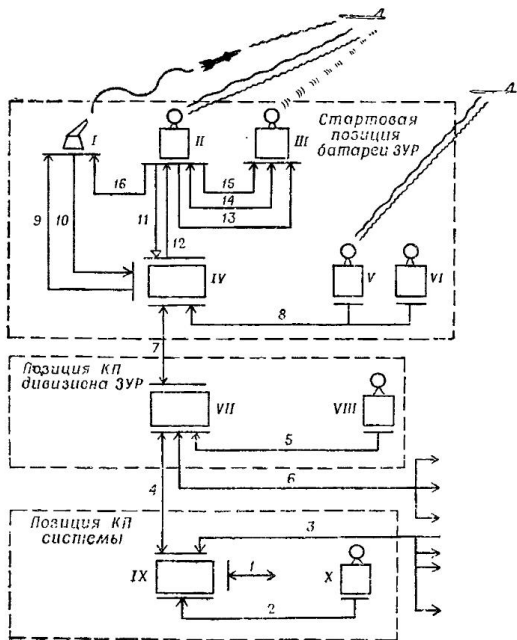 Стартовая
позиция
батареи ЗУР
I
II
III
16
15
14
13
9
10
11
12
IV
V
VI
8
7
Позиция КП
дивизиона ЗУР
VII
VIII
5
6
4
Позиция КП
системы
3
IX
1
X
2